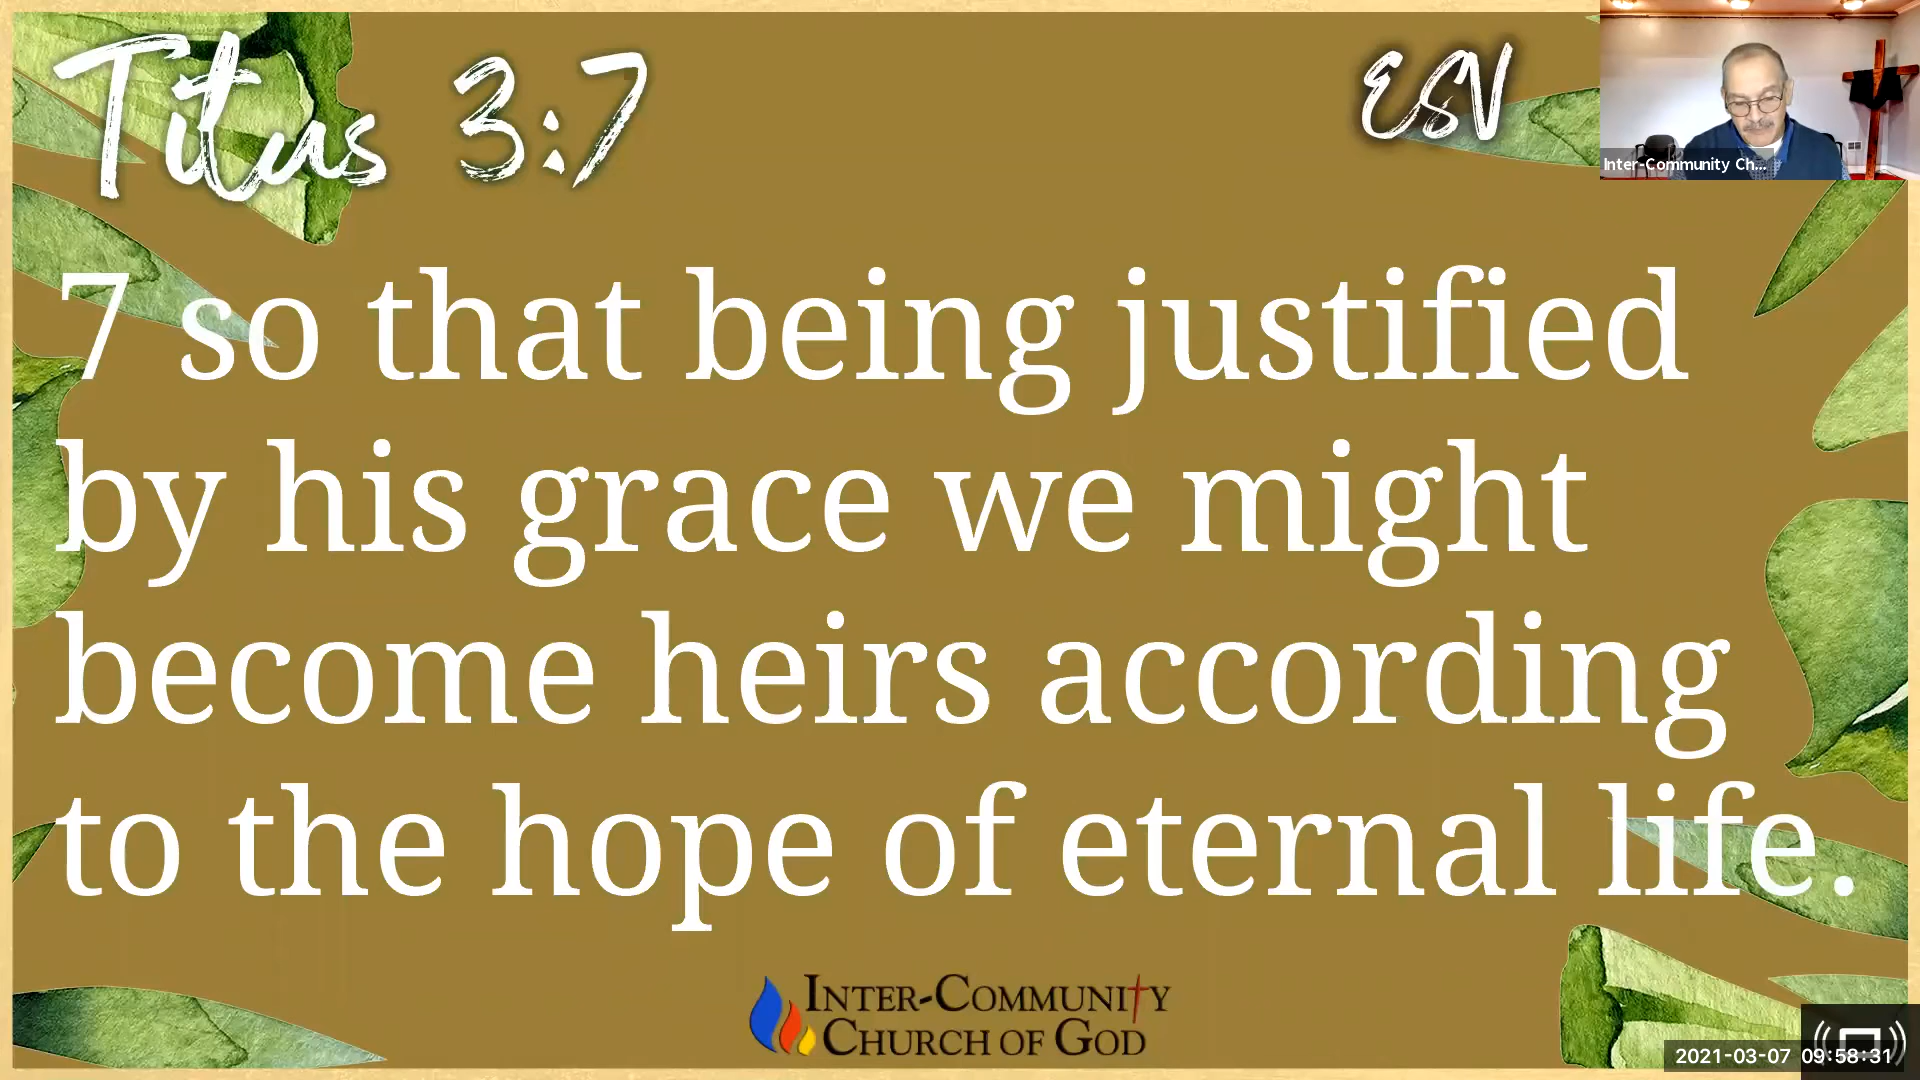 Titus 3:7
ESV
Inter-Community Ch...
7 so that being justified
by his grace we might
become heirs according
to the hope of eternal life.
INTER-COMMUNITY
CHURCH OF GOD
2021-03-07 09:58:31